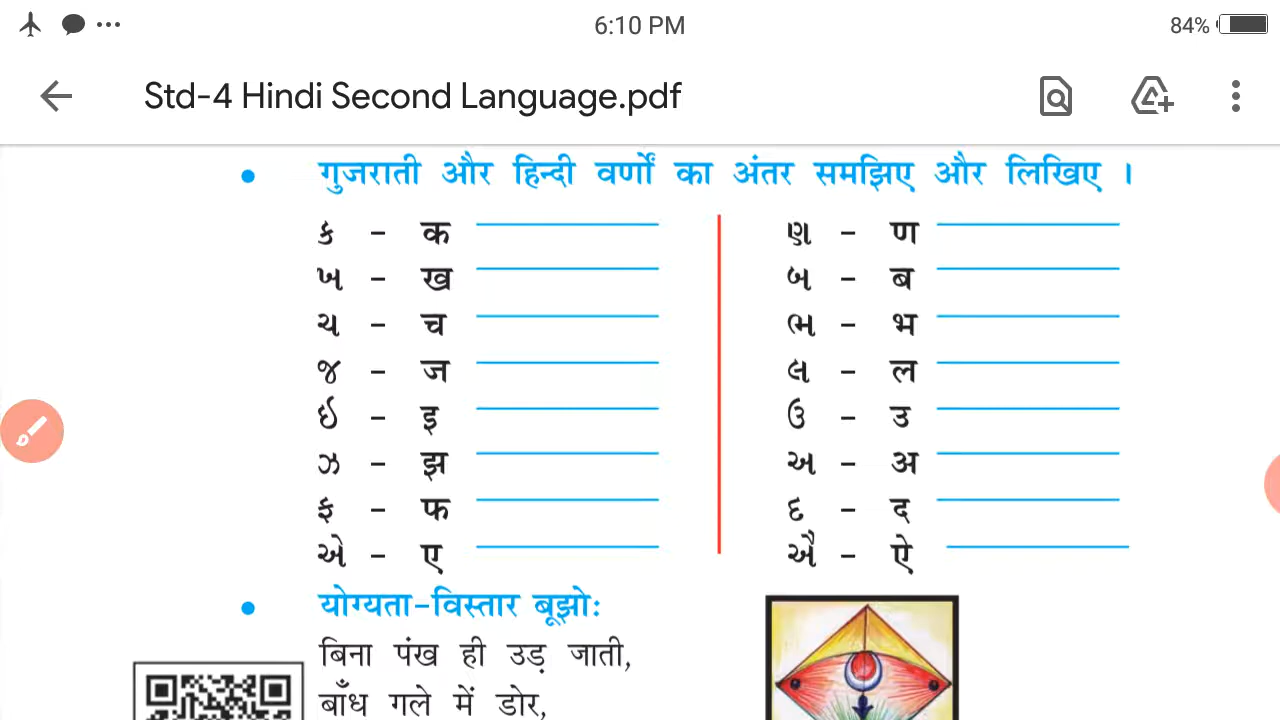 6:10 PM
84%
Std-4 Hindi Second Language.pdf
• गुजराती और हिन्दी वर्णों का अंतर समझिए और लिखिए ।
ક – क
ખ – ख
ચ – च
જ – ज
ઇ – इ
ઝ – झ
ફ – फ
એ – ए
ણ – ण
બ – ब
ભ – भ
લ – ल
ઉ – उ
અ – अ
દ – द
ઐ – ऐ
• योग्यता-विस्तार बूझो:
बिना पंख ही उड़ जाती,
बाँध गले में डोर,